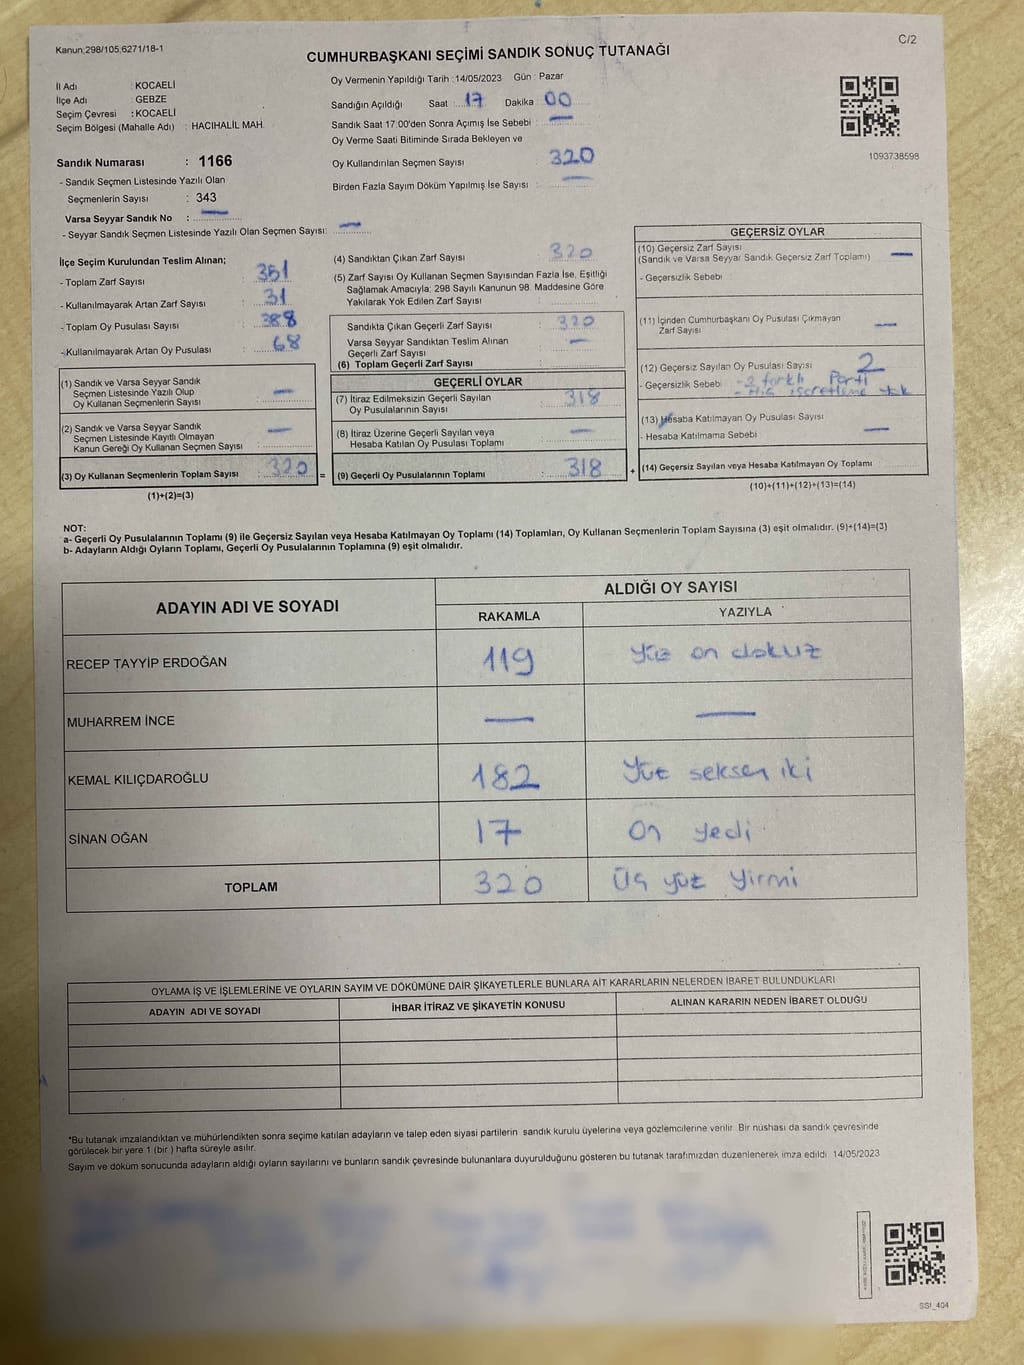 Kanun:298/105,6271/18-1
C/2
CUMHURBAŞKANI SEÇİMİ SANDIK SONUÇ TUTANAĞI
İl Adı : KOCAELİ
İlçe Adı : GEBZE
Seçim Çevresi : KOCAELİ
Seçim Bölgesi (Mahalle Adı) : HACIHALİL MAH.
Oy Vermenin Yapıldığı Tarih :14/05/2023 Gün : Pazar
Sandığın Açıldığı Saat : 17 Dakika : 00
Sandık Saat 17:00'den Sonra Açımış İse Sebebi : —
Oy Verme Saati Bitiminde Sırada Bekleyen ve
Oy Kullandırılan Seçmen Sayısı : 320
Birden Fazla Sayım Döküm Yapılmış İse Sayısı : —
1093738598
Sandık Numarası : 1166
- Sandık Seçmen Listesinde Yazılı Olan
Seçmenlerin Sayısı : 343
Varsa Seyyar Sandık No : —
- Seyyar Sandık Seçmen Listesinde Yazılı Olan Seçmen Sayısı: —
İlçe Seçim Kurulundan Teslim Alınan;
- Toplam Zarf Sayısı : 351
- Kullanılmayarak Artan Zarf Sayısı : 31
- Toplam Oy Pusulası Sayısı : 388
- Kullanılmayarak Artan Oy Pusulası : 68
(1) Sandık ve Varsa Seyyar Sandık
Seçmen Listesinde Yazılı Olup
Oy Kullanan Seçmenlerin Sayısı : —
(2) Sandık ve Varsa Seyyar Sandık
Seçmen Listesinde Kayıtlı Olmayan
Kanun Gereği Oy Kullanan Seçmen Sayısı : —
(3) Oy Kullanan Seçmenlerin Toplam Sayısı : 320 =
(1)+(2)=(3)
(4) Sandıktan Çıkan Zarf Sayısı : 320
(5) Zarf Sayısı Oy Kullanan Seçmen Sayısından Fazla İse, Eşitliği
Sağlamak Amacıyla; 298 Sayılı Kanunun 98. Maddesine Göre
Yakılarak Yok Edilen Zarf Sayısı :
Sandıkta Çıkan Geçerli Zarf Sayısı : 320
Varsa Seyyar Sandıktan Teslim Alınan
Geçerli Zarf Sayısı : —
(6) Toplam Geçerli Zarf Sayısı :
GEÇERLİ OYLAR
(7) İtiraz Edilmeksizin Geçerli Sayılan
Oy Pusulalarının Sayısı : 318
(8) İtiraz Üzerine Geçerli Sayılan veya
Hesaba Katılan Oy Pusulası Toplamı : —
(9) Geçerli Oy Pusulalarının Toplamı : 318 +
GEÇERSİZ OYLAR
(10) Geçersiz Zarf Sayısı
(Sandık ve Varsa Seyyar Sandık Geçersiz Zarf Toplamı) —
- Geçersizlik Sebebi :
(11) İçinden Cumhurbaşkanı Oy Pusulası Çıkmayan
Zarf Sayısı —
(12) Geçersiz Sayılan Oy Pusulası Sayısı : 2
- Geçersizlik Sebebi - 2 farklı Parti
- Hiç işaretleme yok
(13) Hesaba Katılmayan Oy Pusulası Sayısı
- Hesaba Katılmama Sebebi : —
(14) Geçersiz Sayılan veya Hesaba Katılmayan Oy Toplamı :
(10)+(11)+(12)+(13)=(14)
NOT:
a- Geçerli Oy Pusulalarının Toplamı (9) ile Geçersiz Sayılan veya Hesaba Katılmayan Oy Toplamı (14) Toplamları, Oy Kullanan Seçmenlerin Toplam Sayısına (3) eşit olmalıdır. (9)+(14)=(3)
b- Adayların Aldığı Oyların Toplamı, Geçerli Oy Pusulalarının Toplamına (9) eşit olmalıdır.
ADAYIN ADI VE SOYADI
ALDIĞI OY SAYISI
RAKAMLA YAZIYLA
RECEP TAYYİP ERDOĞAN 119 Yüz on dokuz
MUHARREM İNCE — —
KEMAL KILIÇDAROĞLU 182 Yüz seksen iki
SİNAN OĞAN 17 On yedi
TOPLAM 320 Üç yüz yirmi
OYLAMA İŞ VE İŞLEMLERİNE VE OYLARIN SAYIM VE DÖKÜMÜNE DAİR ŞİKAYETLERLE BUNLARA AİT KARARLARIN NELERDEN İBARET BULUNDUKLARI
ADAYIN ADI VE SOYADI İHBAR İTİRAZ VE ŞİKAYETİN KONUSU ALINAN KARARIN NEDEN İBARET OLDUĞU
*Bu tutanak imzalandıktan ve mühürlendikten sonra seçime katılan adayların ve talep eden siyasi partilerin sandık kurulu üyelerine veya gözlemcilerine verilir. Bir nüshası da sandık çevresinde
görülecek bir yere 1 (bir ) hafta süreyle asılır.
Sayım ve döküm sonucunda adayların aldığı oyların sayılarını ve bunların sandık çevresinde bulunanlara duyurulduğunu gösteren bu tutanak tarafımızdan düzenlenerek imza edildi 14/05/2023
SSI_404